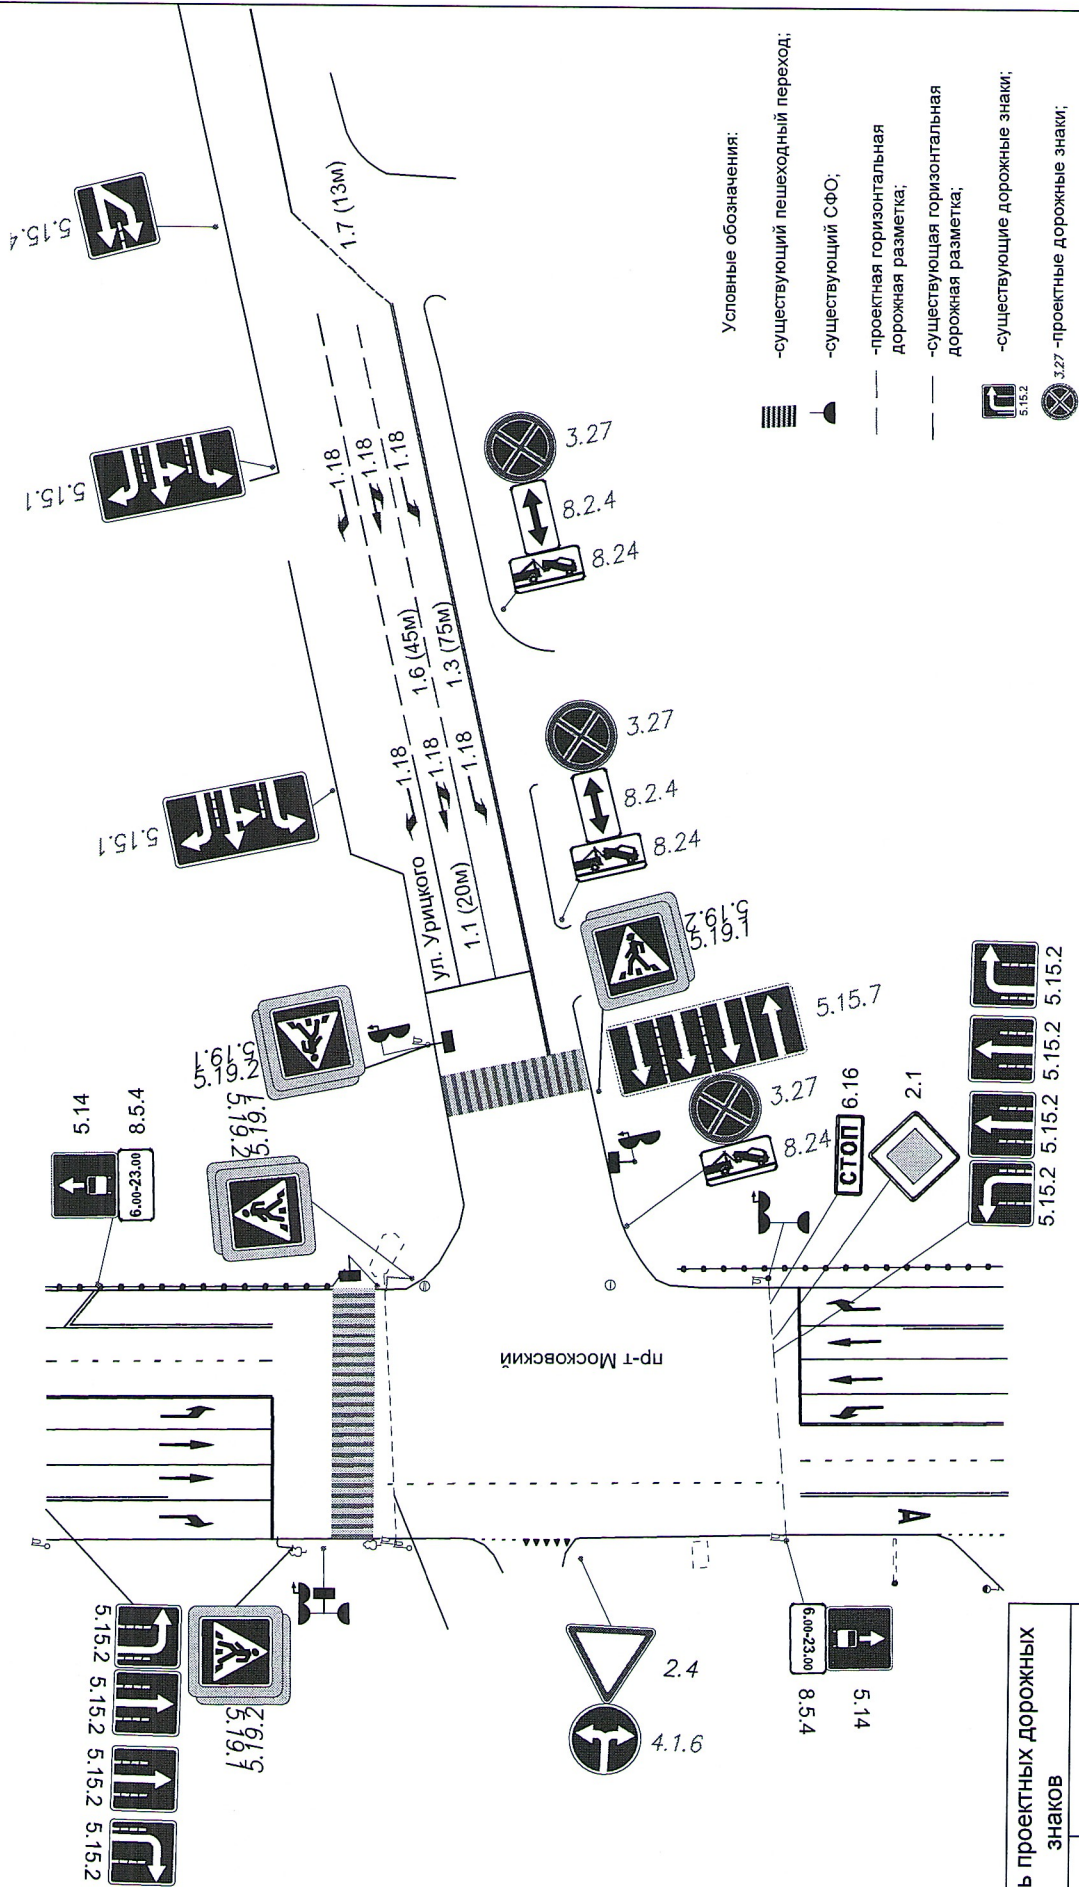 5.15.4
1.7 (13м)
5.15.1
1.18
1.18
1.18
3.27
8.2.4
8.24
1.6 (45м)
1.3 (75м)
5.15.1
1.18
1.18
1.18
3.27
8.2.4
8.24
ул. Урицкого
1.1 (20м)
5.19.2
5.19.1
5.19.1
5.19.2
5.15.7
3.27
8.24
5.14
8.5.4
6.00-23.00
5.19.1
5.19.2
СТОП
6.16
2.1
5.15.2
5.15.2
5.15.2
5.15.2
пр-т Московский
А
5.15.2
5.15.2
5.15.2
5.15.2
5.19.2
5.19.1
2.4
4.1.6
6.00-23.00
8.5.4
5.14
Условные обозначения:
-существующий пешеходный переход;
-существующий СФО;
-проектная горизонтальная
дорожная разметка;
-существующая горизонтальная
дорожная разметка;
5.15.2
-существующие дорожные знаки;
3.27 -проектные дорожные знаки;
ь проектных дорожных
знаков